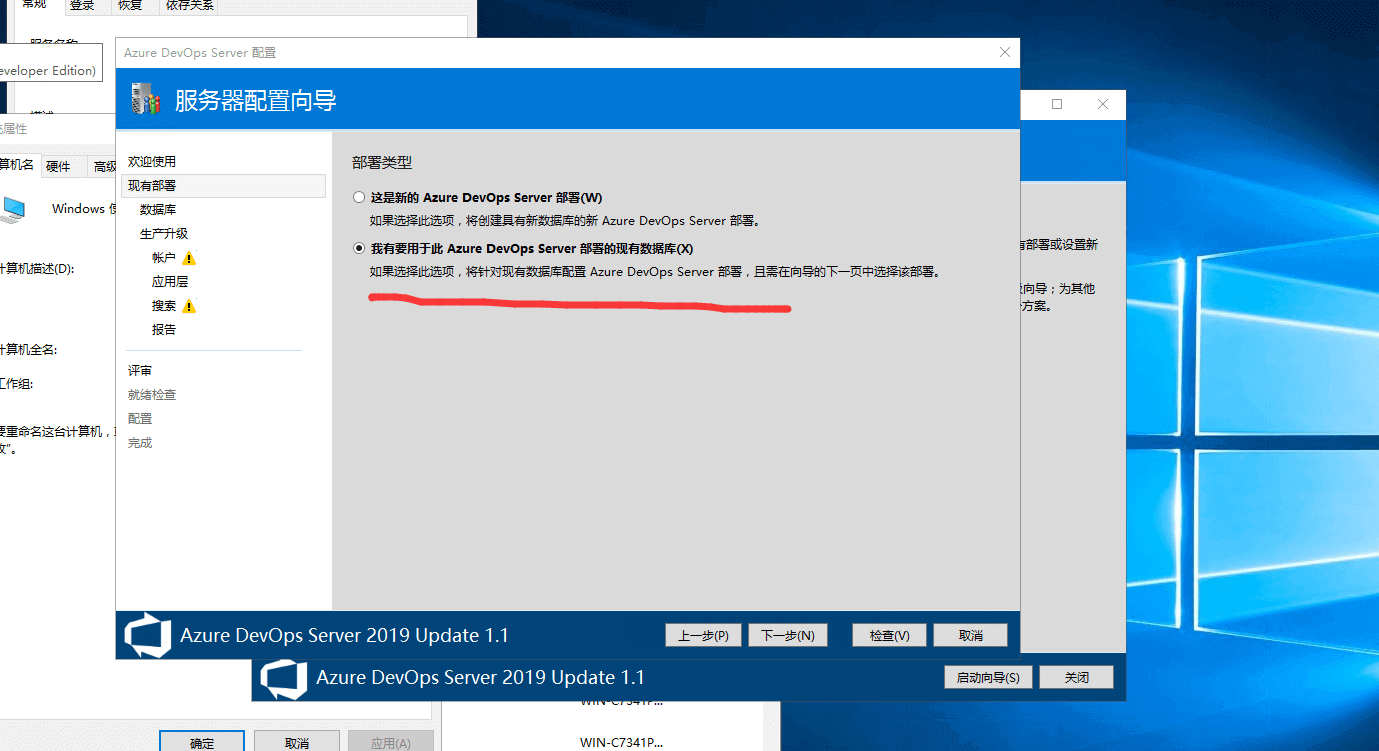 常规
登录
恢复
依存关系
服务名称
eveloper Edition)
描述
统属性
算机名
硬件
高级
Windows 使
计算机描述(D):
计算机全名:
工作组:
要重命名这台计算机，
改"。
Azure DevOps Server 配置
服务器配置向导
欢迎使用
现有部署
数据库
生产升级
帐户
应用层
搜索
报告
评审
就绪检查
配置
完成
部署类型
这是新的 Azure DevOps Server 部署(W)
如果选择此选项，将创建具有新数据库的新 Azure DevOps Server 部署。
我有要用于此 Azure DevOps Server 部署的现有数据库(X)
如果选择此选项，将针对现有数据库配置 Azure DevOps Server 部署，且需在向导的下一页中选择该部署。
有部署或设置新
及向导；为其他
方案。
Azure DevOps Server 2019 Update 1.1
上一步(P)
下一步(N)
检查(V)
取消
Azure DevOps Server 2019 Update 1.1
启动向导(S)
关闭
WIN-C7341P...
确定
取消
应用(A)
WIN-C7341P...